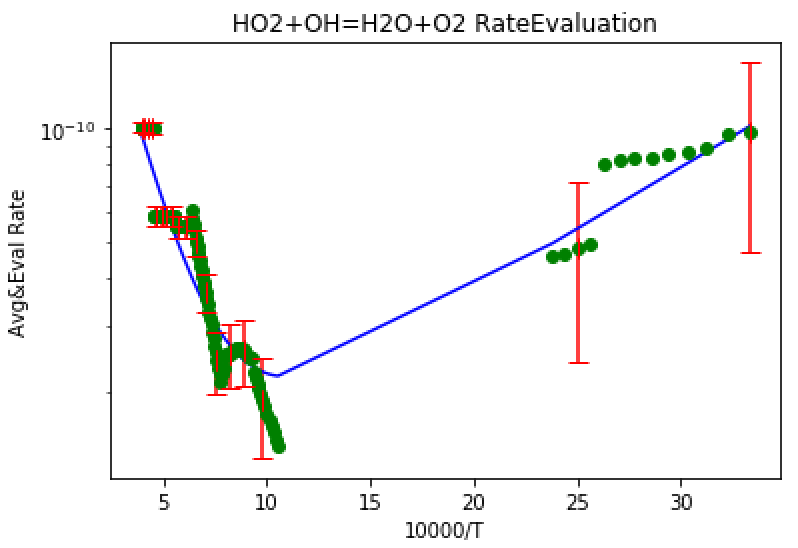 HO2+OH=H2O+O2 RateEvaluation
10⁻¹⁰
Avg&Eval Rate
5 10 15 20 25 30
10000/T